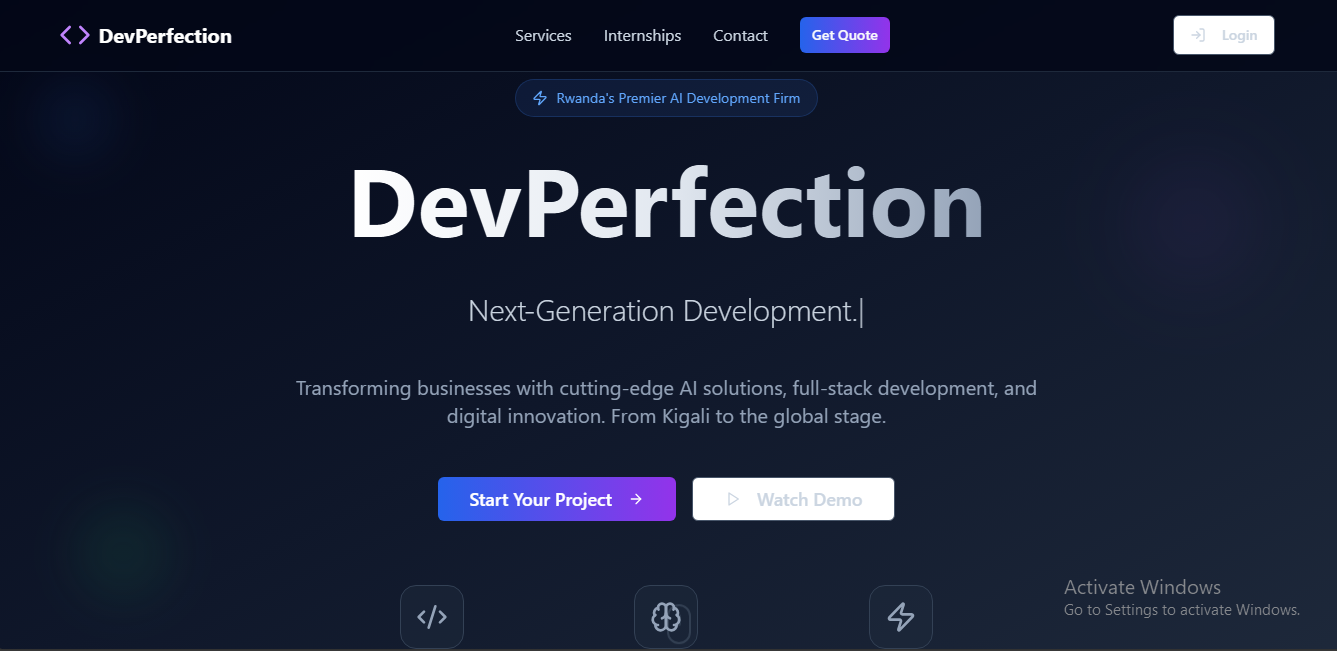 DevPerfection
Services
Internships
Contact
Get Quote
Login
Rwanda's Premier AI Development Firm
DevPerfection
Next-Generation Development.|
Transforming businesses with cutting-edge AI solutions, full-stack development, and
digital innovation. From Kigali to the global stage.
Start Your Project
Watch Demo
Activate Windows
Go to Settings to activate Windows.